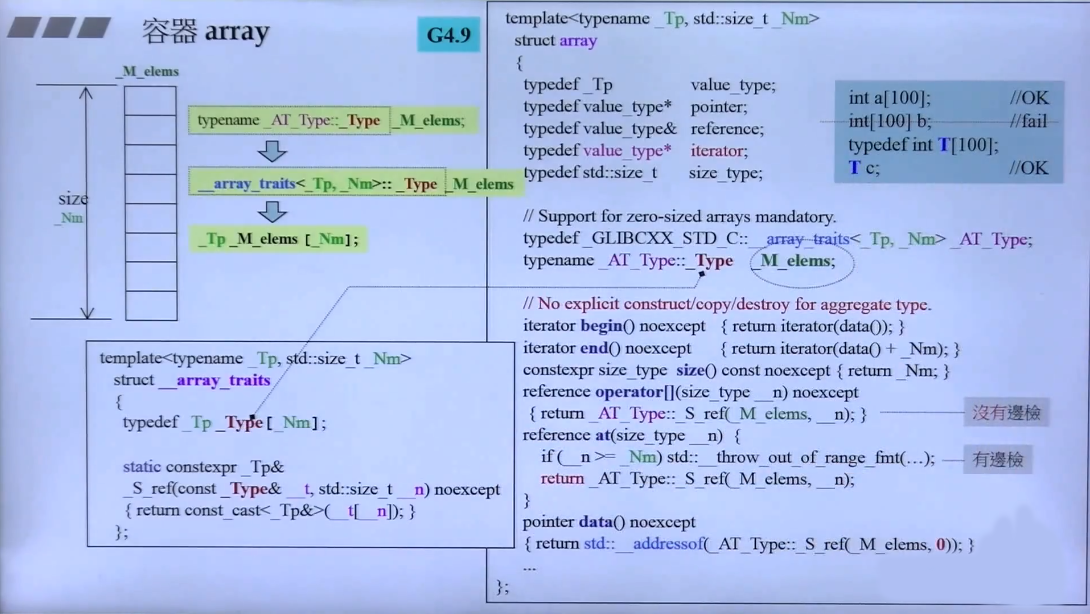 容器 array
G4.9
_M_elems
size
_Nm
typename _AT_Type::_Type _M_elems;
__array_traits<_Tp, _Nm>:: _Type _M_elems
_Tp _M_elems [_Nm];
template<typename _Tp, std::size_t _Nm>
struct __array_traits
{
typedef _Tp _Type[_Nm];
static constexpr _Tp&
_S_ref(const _Type& __t, std::size_t __n) noexcept
{ return const_cast<_Tp&>(__t[__n]); }
};
template<typename _Tp, std::size_t _Nm>
struct array
{
typedef _Tp value_type;
typedef value_type* pointer;
typedef value_type& reference;
typedef value_type* iterator;
typedef std::size_t size_type;
int a[100]; //OK
int[100] b; //fail
typedef int T[100];
T c; //OK
// Support for zero-sized arrays mandatory.
typedef _GLIBCXX_STD_C::__array_traits<_Tp, _Nm> _AT_Type;
typename _AT_Type::_Type _M_elems;
// No explicit construct/copy/destroy for aggregate type.
iterator begin() noexcept { return iterator(data()); }
iterator end() noexcept { return iterator(data() + _Nm); }
constexpr size_type size() const noexcept { return _Nm; }
reference operator[](size_type __n) noexcept
{ return _AT_Type::_S_ref(_M_elems, __n); }
沒有邊檢
reference at(size_type __n) {
if (__n >= _Nm) std::__throw_out_of_range_fmt(…);
有邊檢
return _AT_Type::_S_ref(_M_elems, __n);
}
pointer data() noexcept
{ return std::__addressof(_AT_Type::_S_ref(_M_elems, 0)); }
...
};